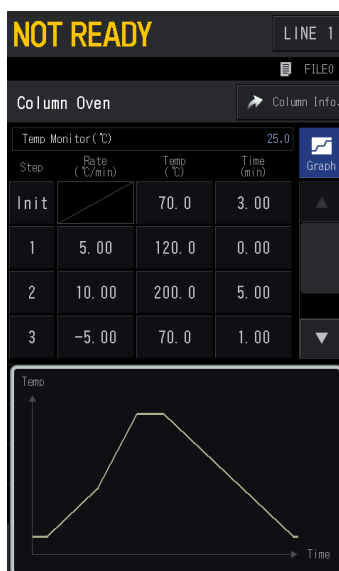 NOT READY
LINE 1
FILE0
Column Oven
Column Info.
Temp Monitor(℃) 25.0
Graph
Step Rate (℃/min) Temp (℃) Time (min)
Init 70.0 3.00
1 5.00 120.0 0.00
2 10.00 200.0 5.00
3 -5.00 70.0 1.00
Temp
Time